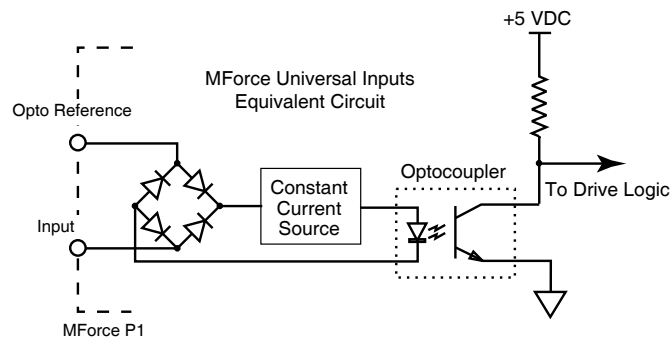 +5 VDC
MForce Universal Inputs
Equivalent Circuit
Opto Reference
Optocoupler
Constant
Current
Source
To Drive Logic
Input
MForce P1